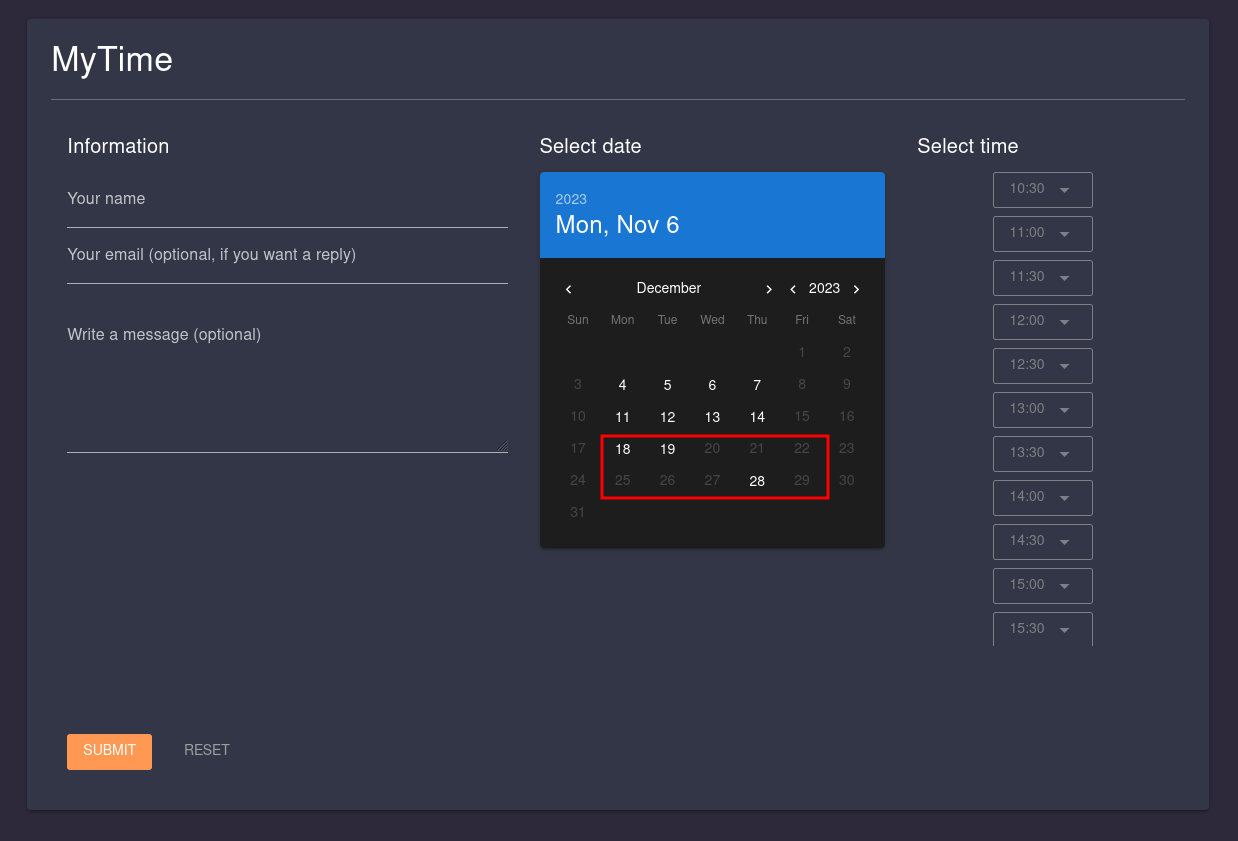 MyTime
Information
Your name
Your email (optional, if you want a reply)
Write a message (optional)
Select date
2023
Mon, Nov 6
December 2023
Sun Mon Tue Wed Thu Fri Sat
1 2
3 4 5 6 7 8 9
10 11 12 13 14 15 16
17 18 19 20 21 22 23
24 25 26 27 28 29 30
31
Select time
10:30
11:00
11:30
12:00
12:30
13:00
13:30
14:00
14:30
15:00
15:30
SUBMIT RESET